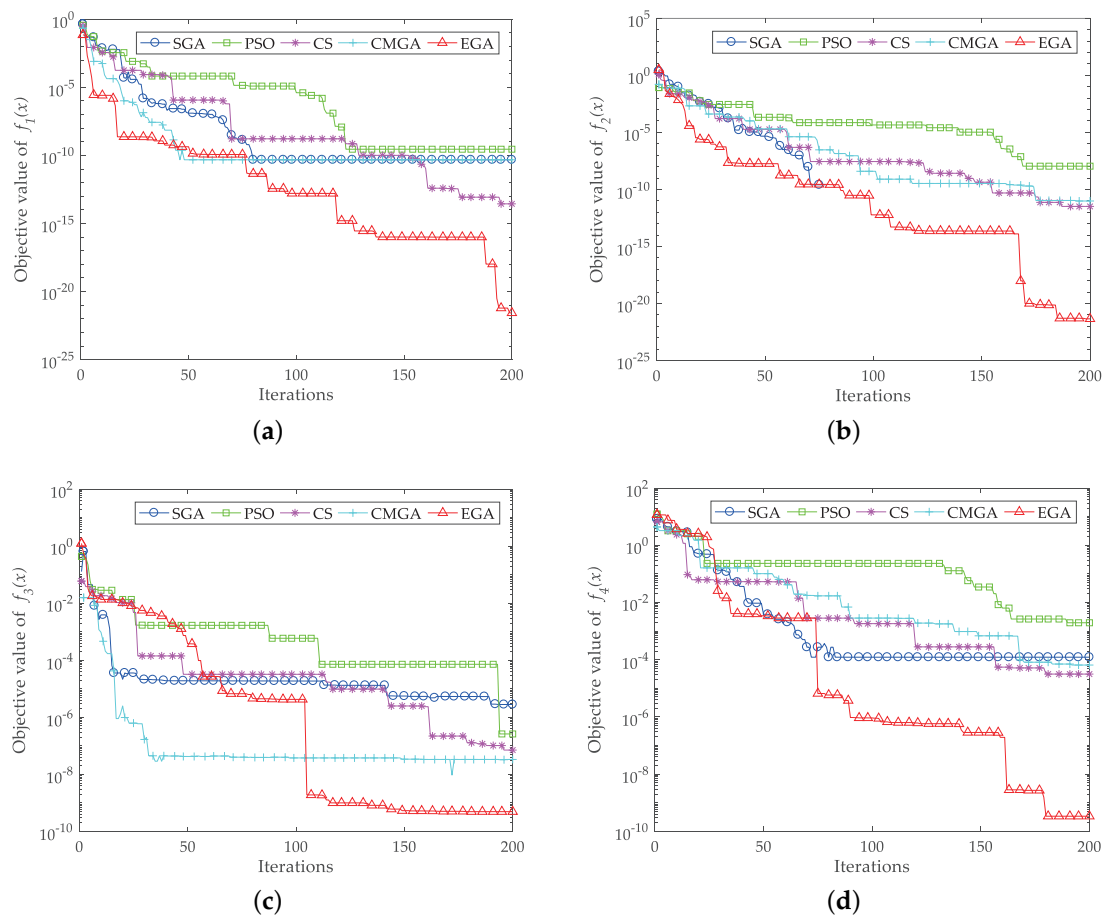 10^0
10^-5
10^-10
10^-15
10^-20
10^-25
Objective value of f_1(x)
SGA PSO CS CMGA EGA
0 50 100 150 200
Iterations
(a)
10^5
10^0
10^-5
10^-10
10^-15
10^-20
10^-25
Objective value of f_2(x)
SGA PSO CS CMGA EGA
0 50 100 150 200
Iterations
(b)
10^2
10^0
10^-2
10^-4
10^-6
10^-8
10^-10
Objective value of f_3(x)
SGA PSO CS CMGA EGA
0 50 100 150 200
Iterations
(c)
10^2
10^0
10^-2
10^-4
10^-6
10^-8
10^-10
Objective value of f_4(x)
SGA PSO CS CMGA EGA
0 50 100 150 200
Iterations
(d)